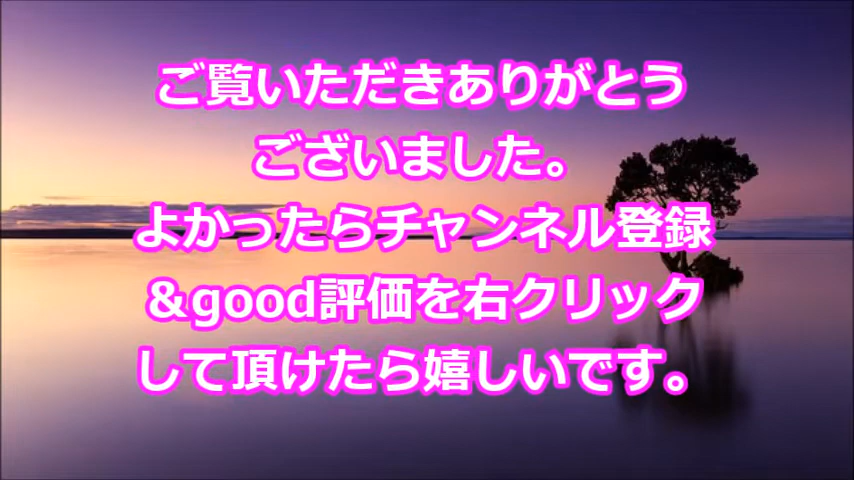 ご覧いただきありがとう
ございました。
よかったらチャンネル登録
＆good評価を右クリック
して頂けたら嬉しいです。